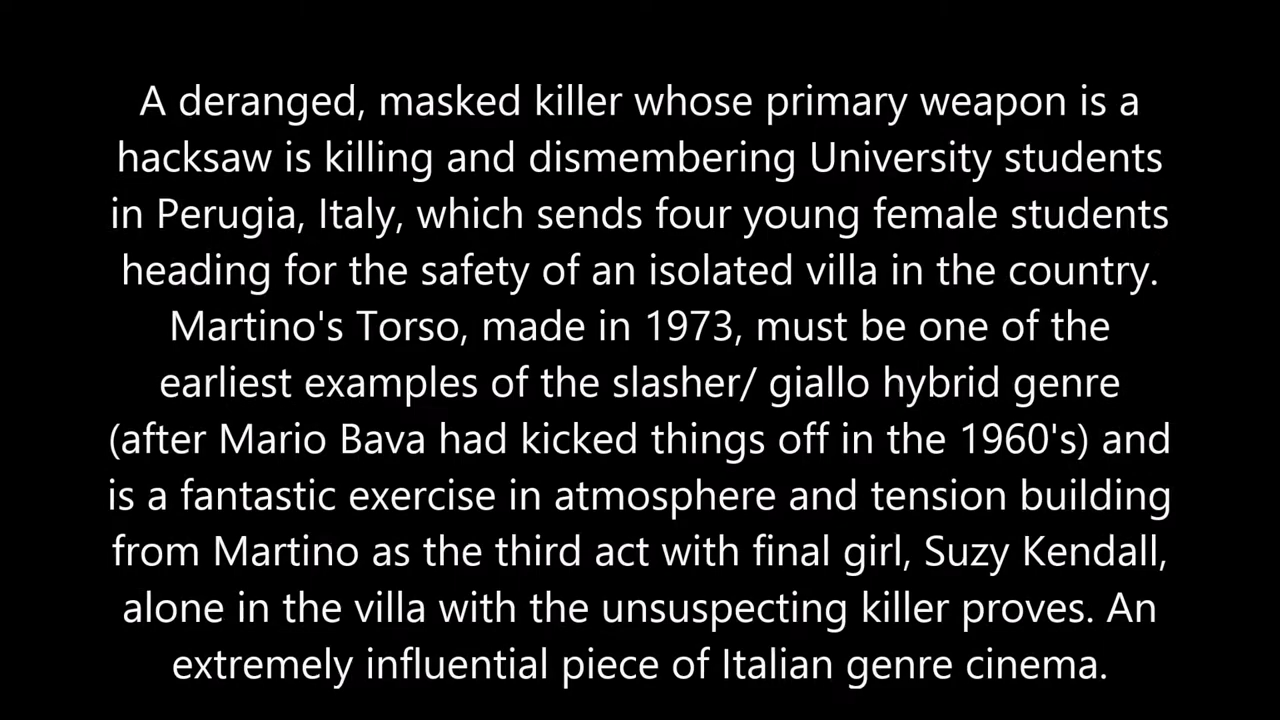 A deranged, masked killer whose primary weapon is a
hacksaw is killing and dismembering University students
in Perugia, Italy, which sends four young female students
heading for the safety of an isolated villa in the country.
Martino's Torso, made in 1973, must be one of the
earliest examples of the slasher/ giallo hybrid genre
(after Mario Bava had kicked things off in the 1960's) and
is a fantastic exercise in atmosphere and tension building
from Martino as the third act with final girl, Suzy Kendall,
alone in the villa with the unsuspecting killer proves. An
extremely influential piece of Italian genre cinema.